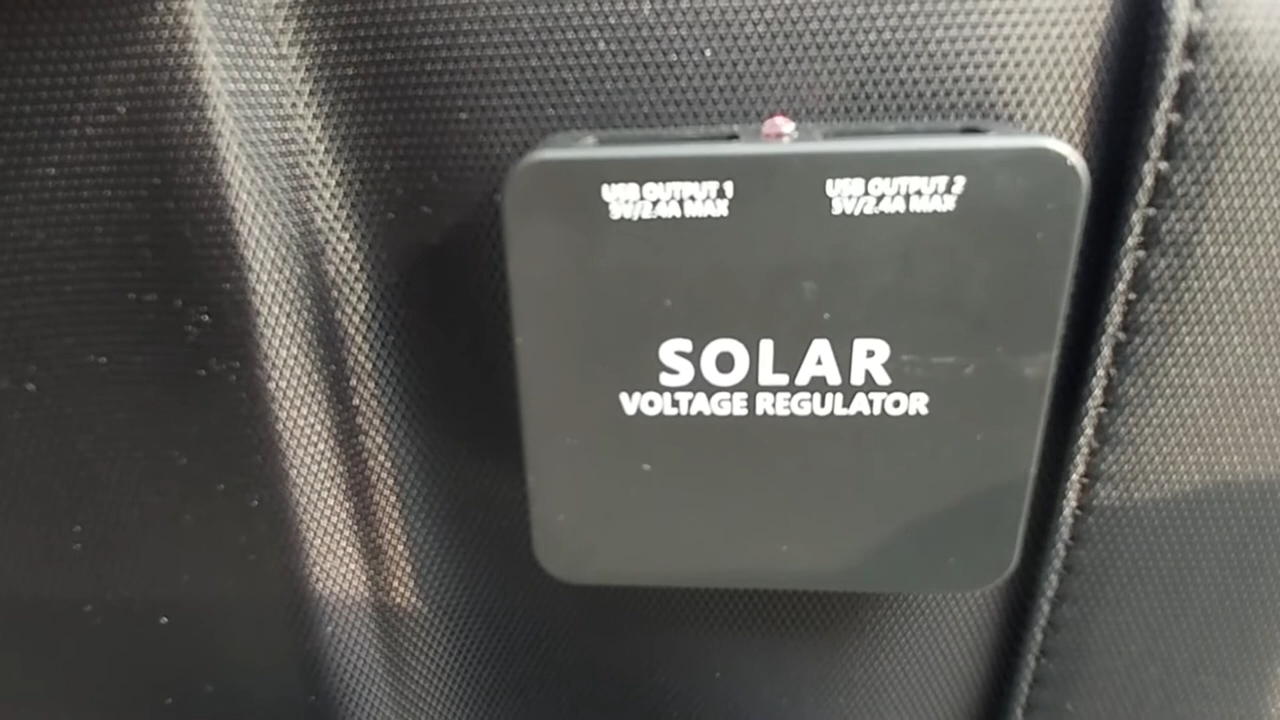 USB OUTPUT 1
5V/2.4A MAX
USB OUTPUT 2
5V/2.4A MAX
SOLAR
VOLTAGE REGULATOR